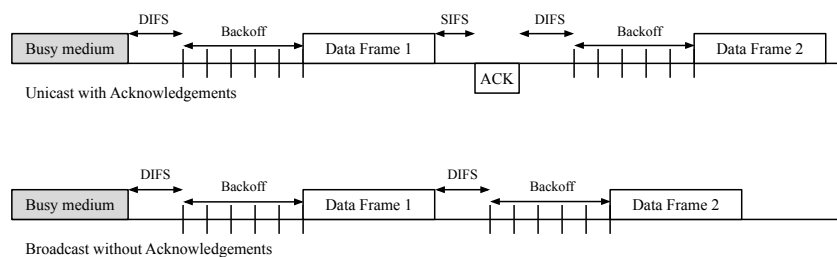 DIFS SIFS DIFS
Backoff Backoff
Busy medium Data Frame 1 Data Frame 2
ACK
Unicast with Acknowledgements
DIFS DIFS
Backoff Backoff
Busy medium Data Frame 1 Data Frame 2
Broadcast without Acknowledgements